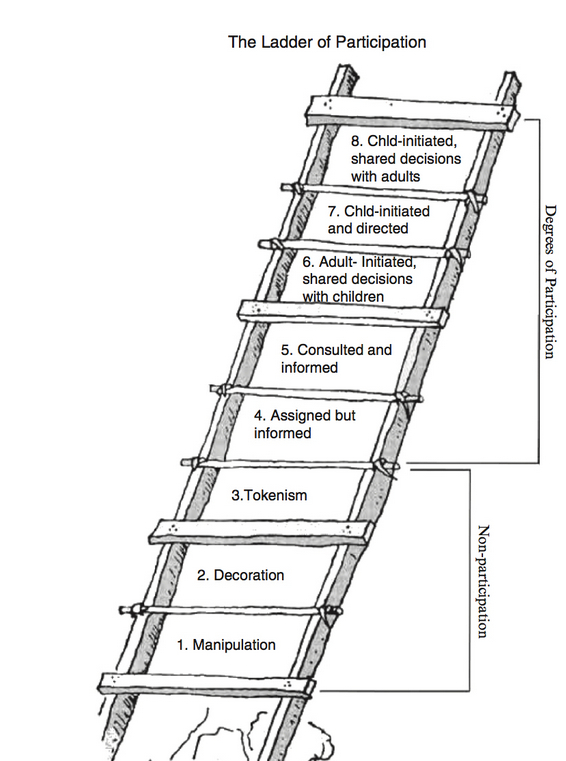 The Ladder of Participation
8. Chld-initiated,
shared decisions
with adults
7. Chld-initiated
and directed
6. Adult- Initiated,
shared decisions
with children
5. Consulted and
informed
4. Assigned but
informed
3.Tokenism
2. Decoration
1. Manipulation
Degrees of Participation
Non-participation